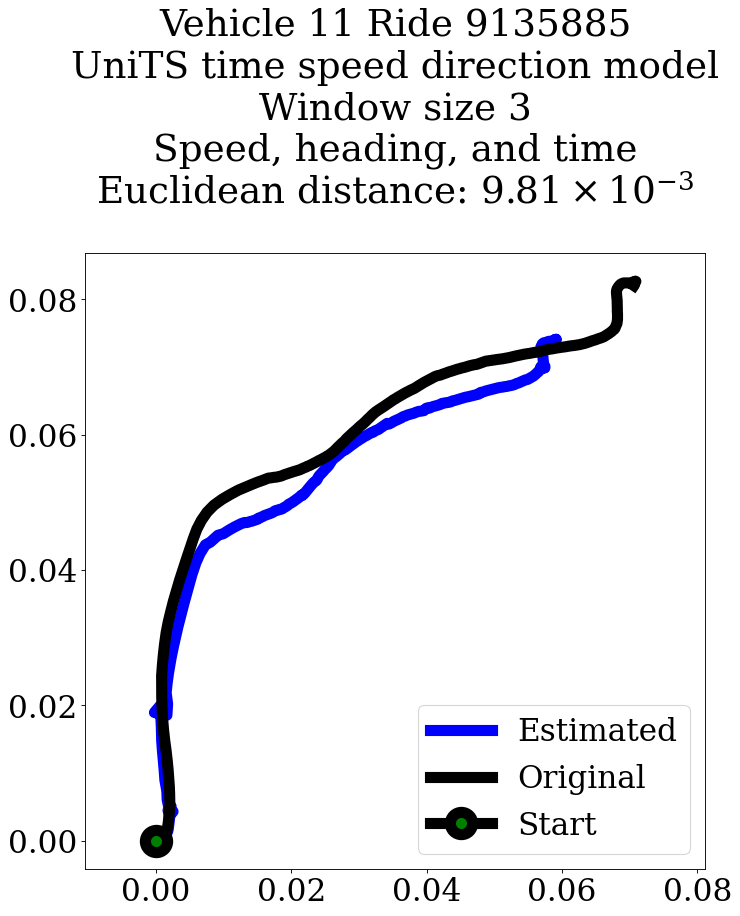 Vehicle 11 Ride 9135885
UniTS time speed direction model
Window size 3
Speed, heading, and time
Euclidean distance: 9.81 × 10⁻³
0.08
0.06
0.04
0.02
0.00
Estimated
Original
Start
0.00 0.02 0.04 0.06 0.08